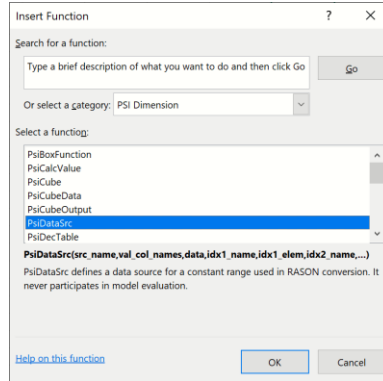 Insert Function
?
Search for a function:
Type a brief description of what you want to do and then click Go
Go
Or select a category:
PSI Dimension
Select a function:
PsiBoxFunction
PsiCalcValue
PsiCube
PsiCubeData
PsiCubeOutput
PsiDataSrc
PsiDecTable
PsiDataSrc(src_name,val_col_names,data,idx1_name,idx1_elem,idx2_name,...)
PsiDataSrc defines a data source for a constant range used in RASON conversion. It
never participates in model evaluation.
Help on this function
OK
Cancel